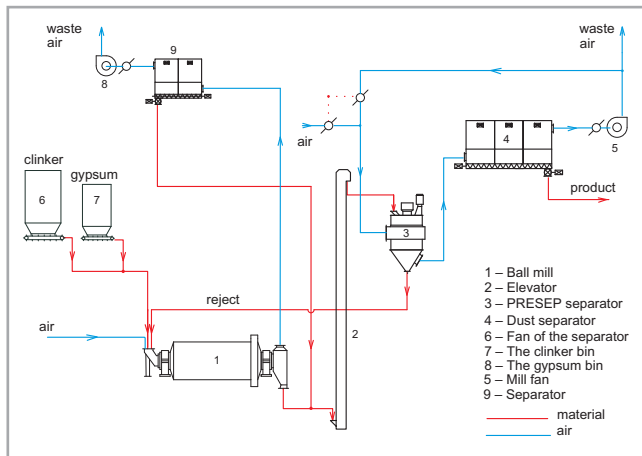 waste
air
8
9
waste
air
5
4
air
product
clinker
gypsum
6
7
3
reject
air
1
2
1 – Ball mill
2 – Elevator
3 – PRESEP separator
4 – Dust separator
6 – Fan of the separator
7 – The clinker bin
8 – The gypsum bin
5 – Mill fan
9 – Separator
material
air